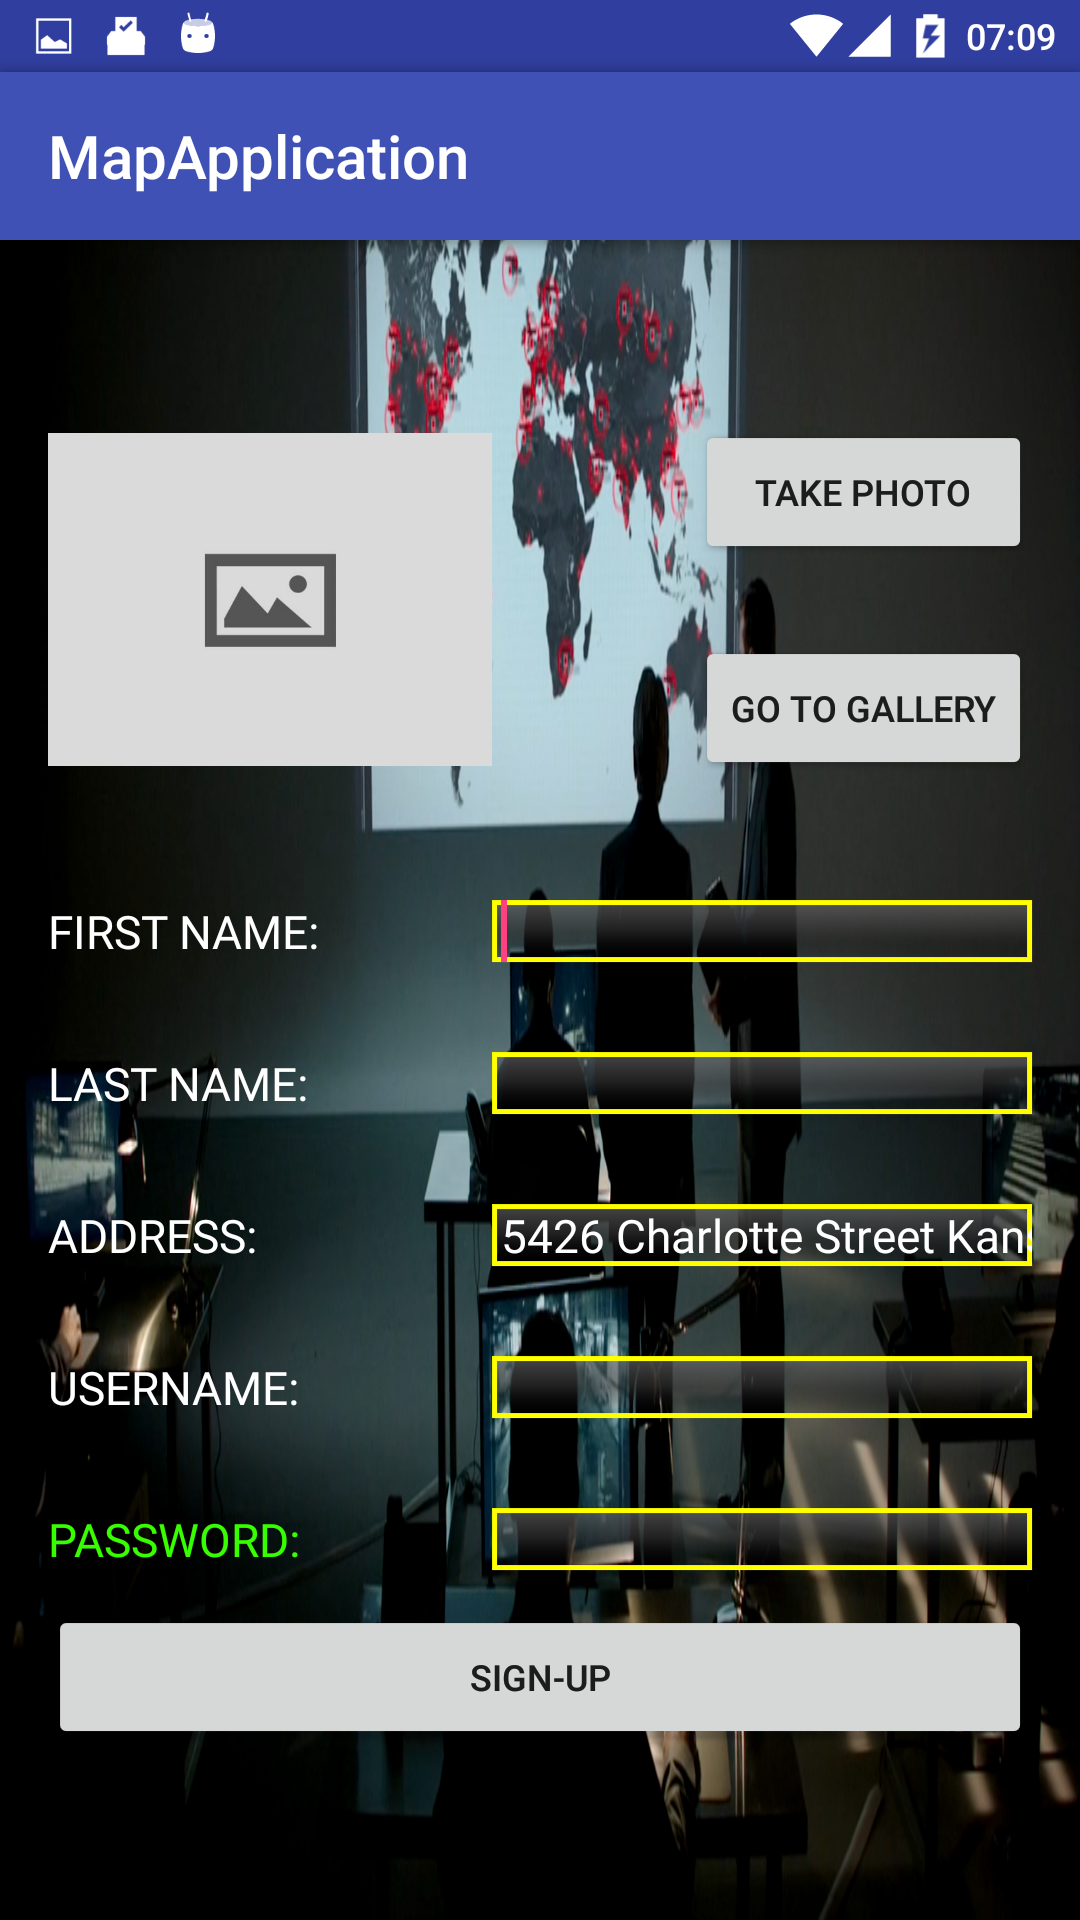 07:09
MapApplication
TAKE PHOTO
GO TO GALLERY
FIRST NAME:
LAST NAME:
ADDRESS: 5426 Charlotte Street Kan
USERNAME:
PASSWORD:
SIGN-UP